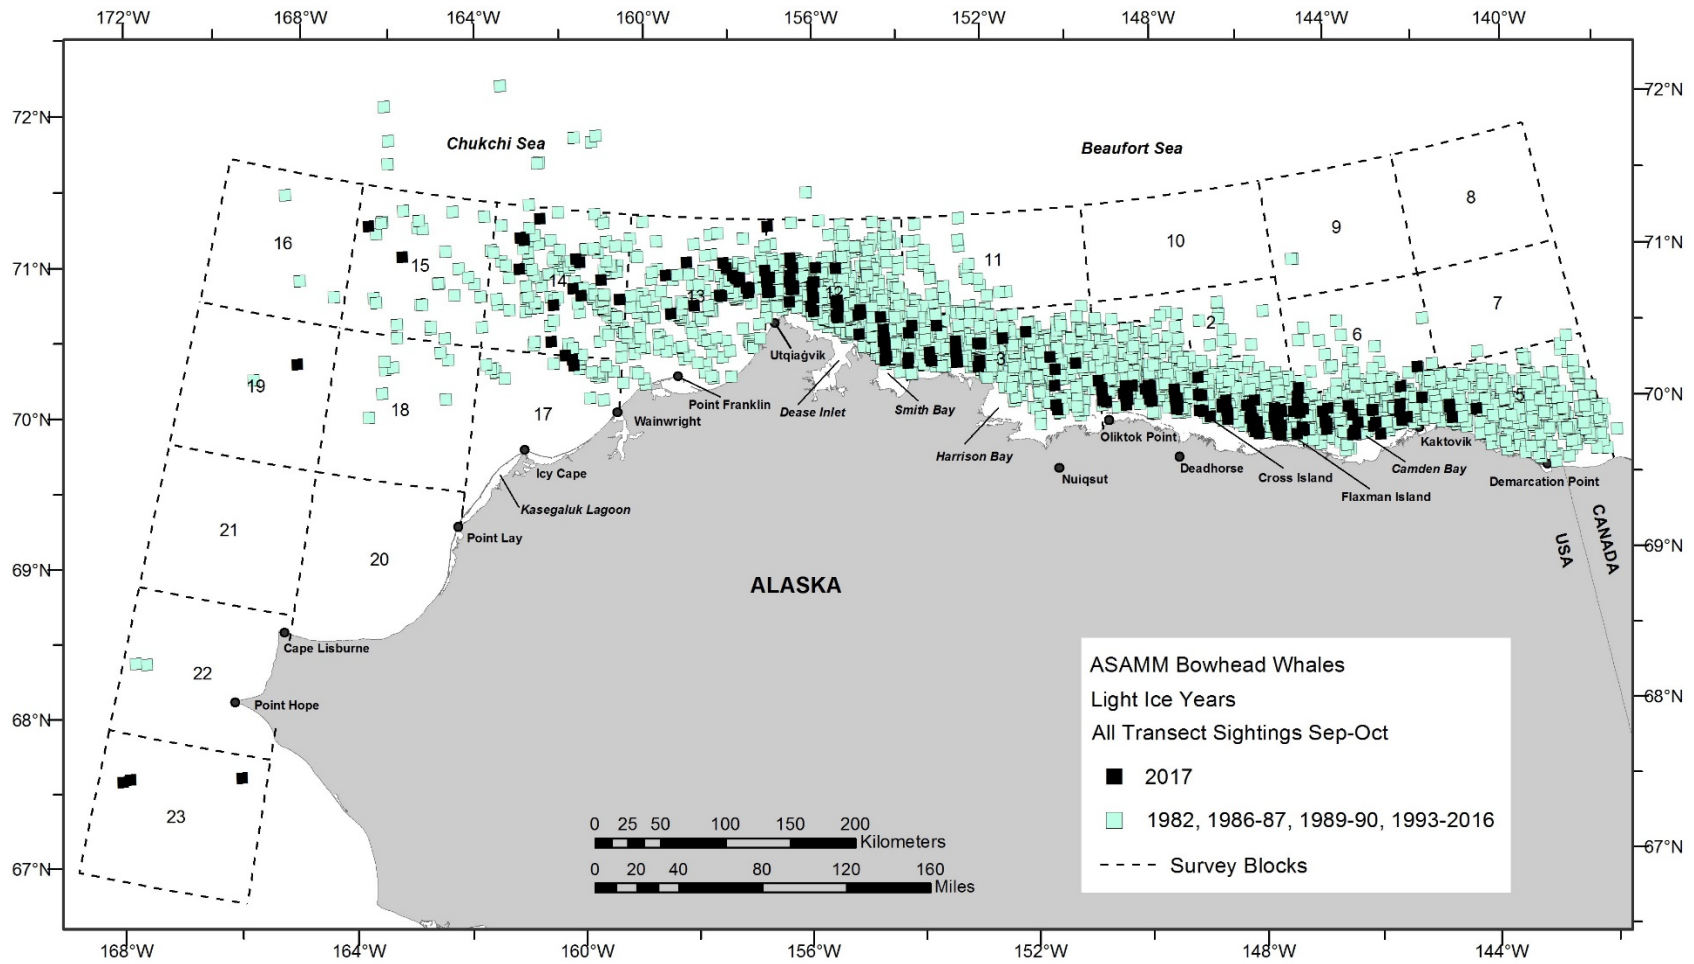 172°W 168°W 164°W 160°W 156°W 152°W 148°W 144°W 140°W
72°N 72°N
Chukchi Sea Beaufort Sea
8
9
16 10
71°N 15 11 71°N
14
13 12 7
2 6
Utqiaġvik
3
19 70°N
18 17 Point Franklin Dease Inlet Smith Bay 5
70°N Wainwright
Harrison Bay Oliktok Point Kaktovik
Icy Cape Nuiqsut Deadhorse Cross Island Camden Bay Demarcation Point
Flaxman Island
Kasegaluk Lagoon
21 Point Lay USA CANADA
20
69°N 69°N
ALASKA
Cape Lisburne
22
Point Hope
68°N 68°N
23
67°N 67°N
ASAMM Bowhead Whales
Light Ice Years
All Transect Sightings Sep-Oct
2017
1982, 1986-87, 1989-90, 1993-2016
Survey Blocks
0 25 50 100 150 200
Kilometers
0 20 40 80 120 160
Miles
168°W 164°W 160°W 156°W 152°W 148°W 144°W